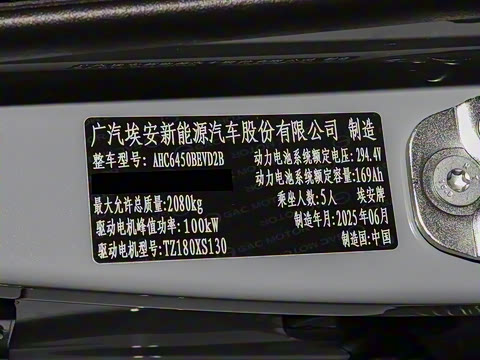 广汽埃安新能源汽车股份有限公司 制造
整车型号: AHC6450BEVD2B 动力电池系统额定电压: 294.4V
动力电池系统额定容量: 169Ah
最大允许总质量: 2080kg 乘坐人数: 5人 埃安牌
驱动电机峰值功率: 100kW 制造年月: 2025年06月
驱动电机型号: TZ180XS130 制造国: 中国